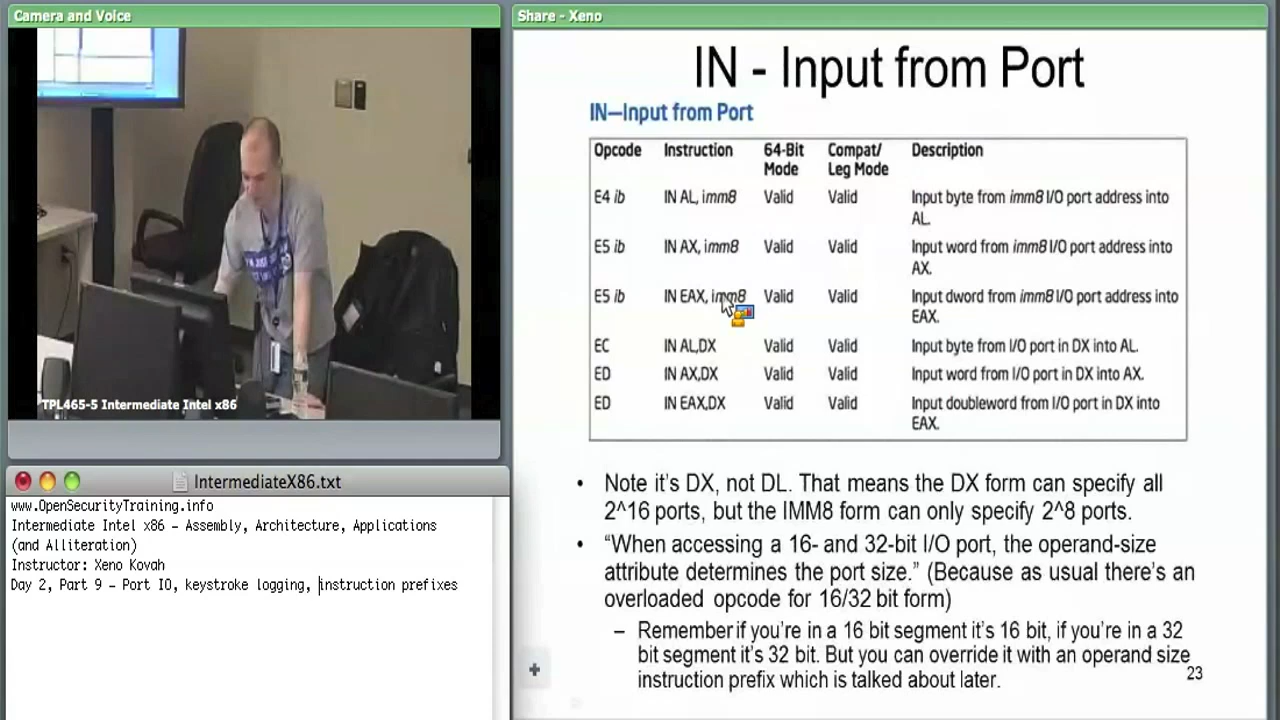 Camera and Voice
TPL465-5 Intermediate Intel x86
IntermediateX86.txt
www.OpenSecurityTraining.info
Intermediate Intel x86 – Assembly, Architecture, Applications
(and Alliteration)
Instructor: Xeno Kovah
Day 2, Part 9 – Port IO, keystroke logging, instruction prefixes
Share - Xeno
IN - Input from Port
IN—Input from Port
Opcode Instruction 64-Bit Mode Compat/ Leg Mode Description
E4 ib IN AL, imm8 Valid Valid Input byte from imm8 I/O port address into
AL.
E5 ib IN AX, imm8 Valid Valid Input word from imm8 I/O port address into
AX.
E5 ib IN EAX, imm8 Valid Valid Input dword from imm8 I/O port address into
EAX.
EC IN AL,DX Valid Valid Input byte from I/O port in DX into AL.
ED IN AX,DX Valid Valid Input word from I/O port in DX into AX.
ED IN EAX,DX Valid Valid Input doubleword from I/O port in DX into
EAX.
• Note it's DX, not DL. That means the DX form can specify all
2^16 ports, but the IMM8 form can only specify 2^8 ports.
• “When accessing a 16- and 32-bit I/O port, the operand-size
attribute determines the port size.” (Because as usual there's an
overloaded opcode for 16/32 bit form)
– Remember if you're in a 16 bit segment it's 16 bit, if you're in a 32
bit segment it's 32 bit. But you can override it with an operand size
instruction prefix which is talked about later.
23